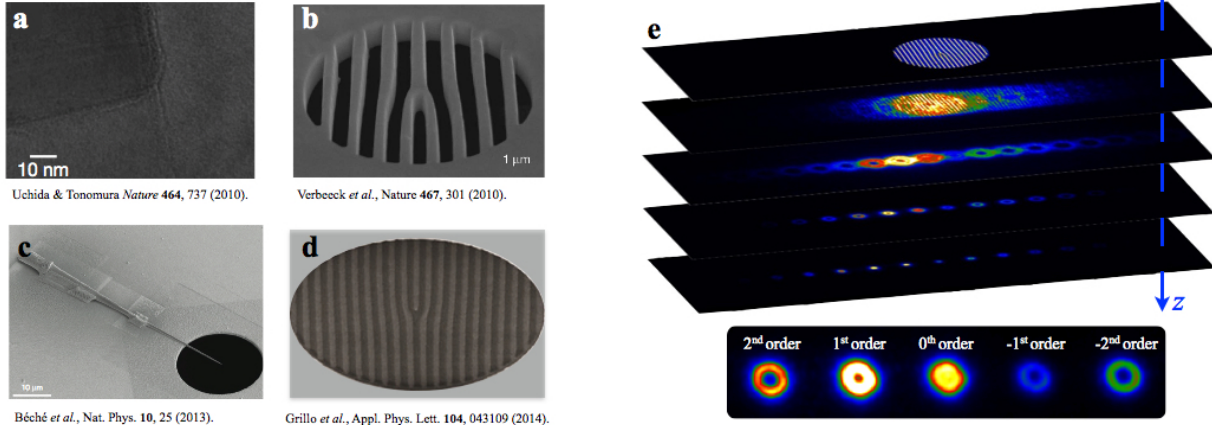 a
10 nm
Uchida & Tonomura Nature 464, 737 (2010).
b
1 μm
Verbeeck et al., Nature 467, 301 (2010).
c
10 μm
Béché et al., Nat. Phys. 10, 25 (2013).
d
Grillo et al., Appl. Phys. Lett. 104, 043109 (2014).
e
z
2nd order 1st order 0th order -1st order -2nd order